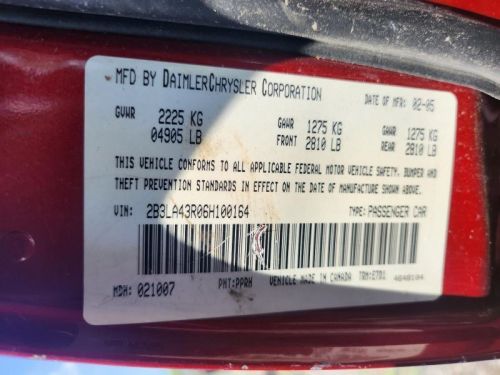 MFD BY DAIMLERCHRYSLER CORPORATION DATE OF MFR: 02-05
GVWR 2225 KG GAWR 1275 KG GAWR 1275 KG
04905 LB FRONT 2810 LB REAR 2810 LB
THIS VEHICLE CONFORMS TO ALL APPLICABLE FEDERAL MOTOR VEHICLE SAFETY, BUMPER AND
THEFT PREVENTION STANDARDS IN EFFECT ON THE DATE OF MANUFACTURE SHOWN ABOVE.
VIN: 2B3LA43R06H100164 TYPE: PASSENGER CAR
MDH: 021007 PNT: PPRH VEHICLE MADE IN CANADA TRM: E7D1